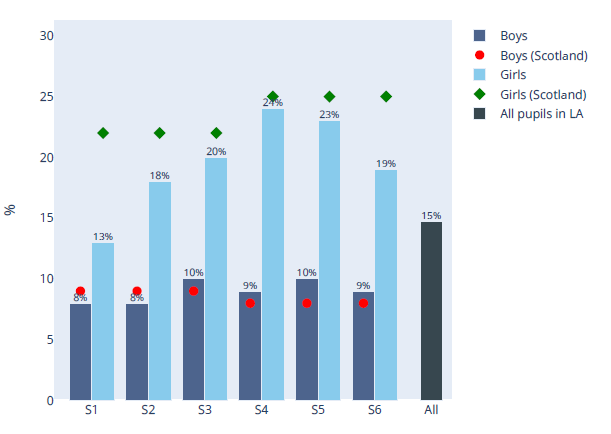 30
25
20
15
10
5
0
%
8%
13%
8%
18%
10%
20%
9%
24%
10%
23%
9%
19%
15%
S1
S2
S3
S4
S5
S6
All
Boys
Boys (Scotland)
Girls
Girls (Scotland)
All pupils in LA